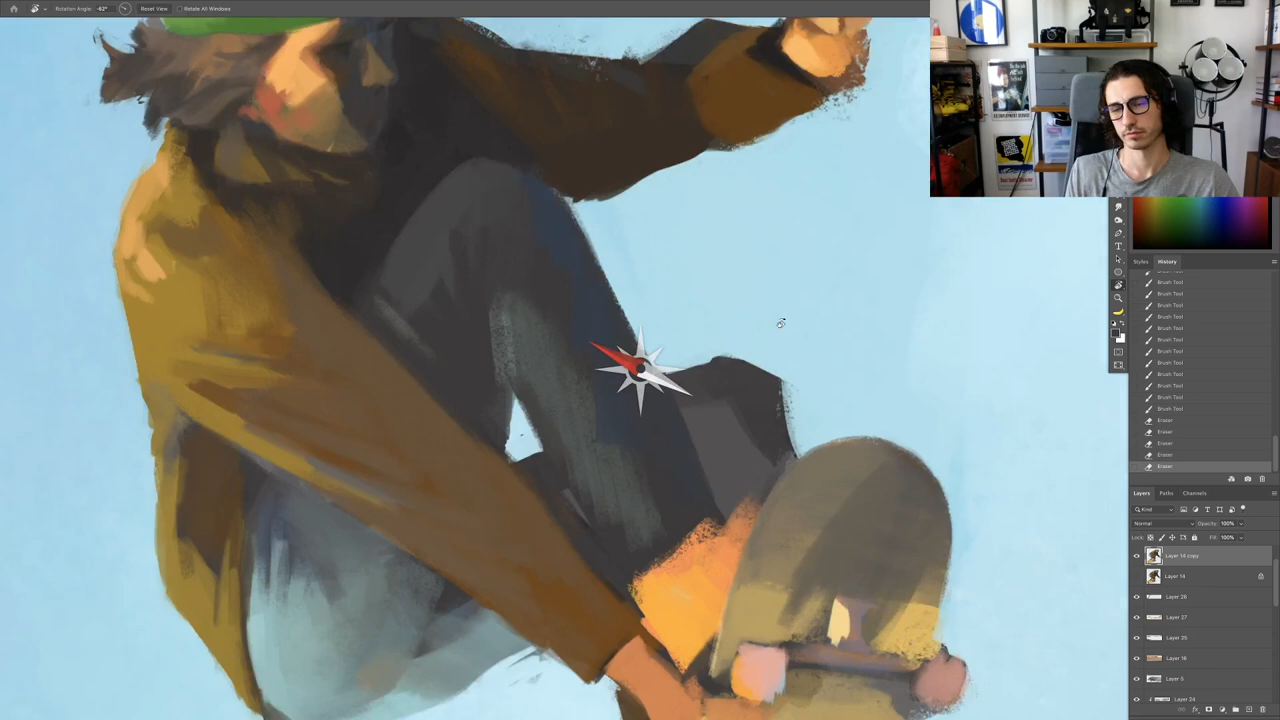 Rotation Angle: -62° Reset View Rotate All Windows
Styles History
Brush Tool
Brush Tool
Brush Tool
Brush Tool
Brush Tool
Brush Tool
Brush Tool
Brush Tool
Brush Tool
Brush Tool
Brush Tool
Brush Tool
Eraser
Eraser
Eraser
Eraser
Eraser
Layers Paths Channels
Kind
Normal Opacity: 100%
Lock: Fill: 100%
Layer 14 copy
Layer 14
Layer 26
Layer 27
Layer 25
Layer 16
Layer 5
Layer 24